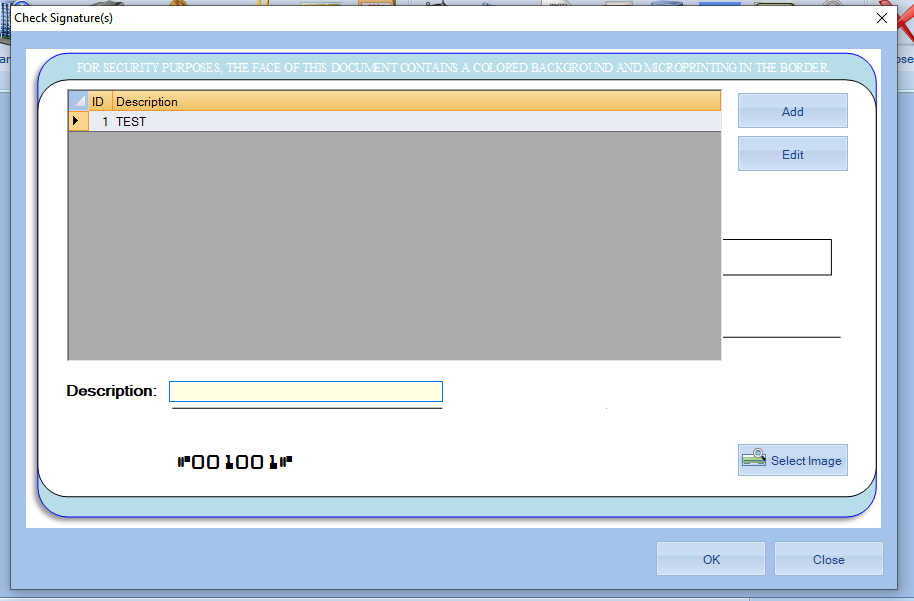 Check Signature(s)
FOR SECURITY PURPOSES, THE FACE OF THIS DOCUMENT CONTAINS A COLORED BACKGROUND AND MICROPRINTING IN THE BORDER.
ID Description
1 TEST
Add
Edit
Description:
⑈001001⑈
Select Image
OK
Close